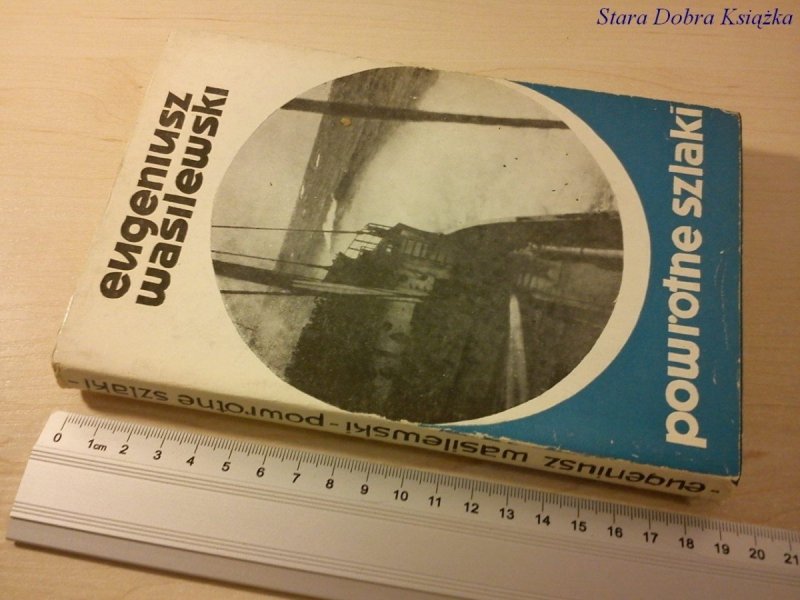 Stara Dobra Książka
eugeniusz
wasilewski
powrotne szlaki
- eugeniusz wasilewski - powrotne szlaki -
0 1cm 2 3 4 5 6 7 8 9 10 11 12 13 14 15 16 17 18 19 20 21